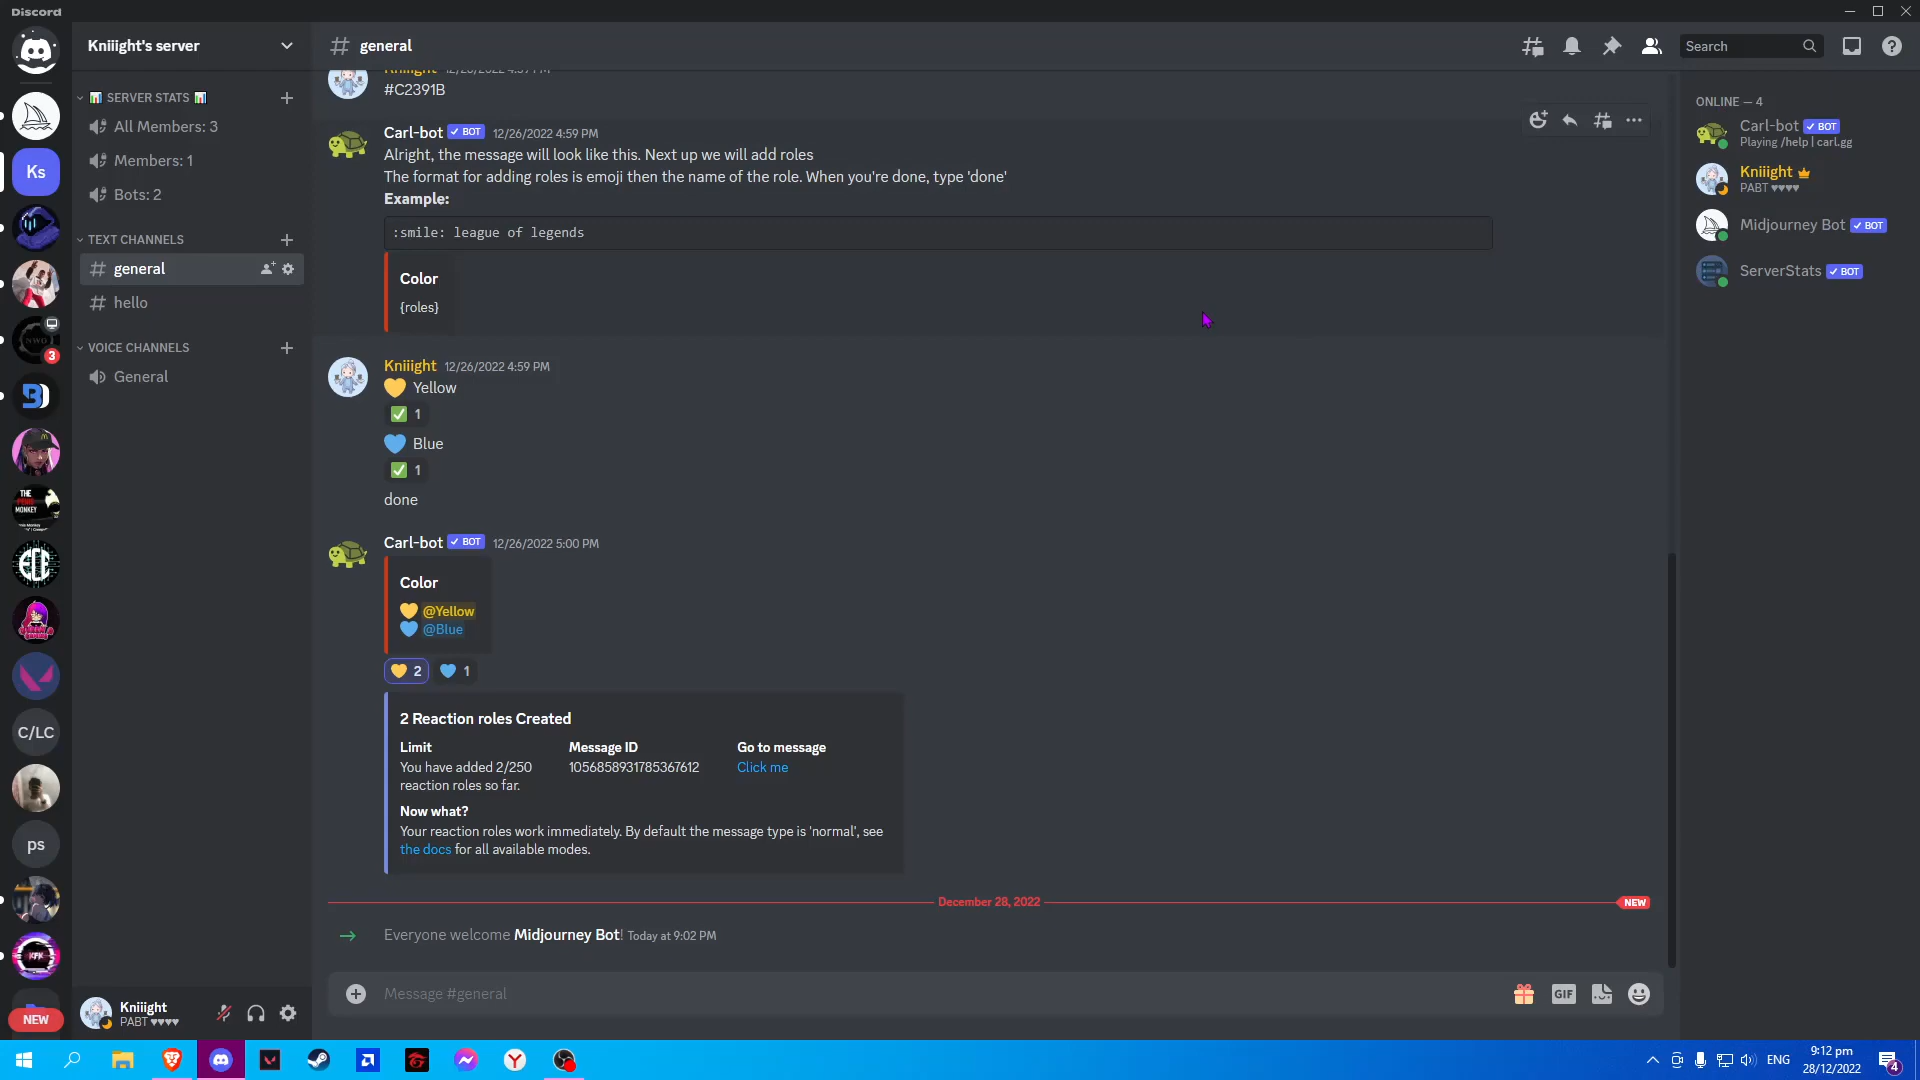 Discord
Kniiight's server
# general
Search
SERVER STATS
All Members: 3
Members: 1
Bots: 2
TEXT CHANNELS
general
hello
VOICE CHANNELS
General
Ks
3
C/LC
ps
NEW
Kniiight
PABT ♥♥♥♥
Kniiight 12/26/2022 4:59 PM
#C2391B
Carl-bot ✓ BOT 12/26/2022 4:59 PM
Alright, the message will look like this. Next up we will add roles
The format for adding roles is emoji then the name of the role. When you're done, type 'done'
Example:
:smile: league of legends
Color
{roles}
Kniiight 12/26/2022 4:59 PM
💛 Yellow
✅ 1
💙 Blue
✅ 1
done
Carl-bot ✓ BOT 12/26/2022 5:00 PM
Color
💛 @Yellow
💙 @Blue
💛 2 💙 1
2 Reaction roles Created
Limit Message ID Go to message
You have added 2/250 1056858931785367612 Click me
reaction roles so far.
Now what?
Your reaction roles work immediately. By default the message type is 'normal', see
the docs for all available modes.
December 28, 2022 NEW
Everyone welcome Midjourney Bot! Today at 9:02 PM
Message #general
GIF
ONLINE — 4
Carl-bot ✓ BOT
Playing /help | carl.gg
Kniiight
PABT ♥♥♥♥
Midjourney Bot ✓ BOT
ServerStats ✓ BOT
ENG
9:12 pm
28/12/2022
4